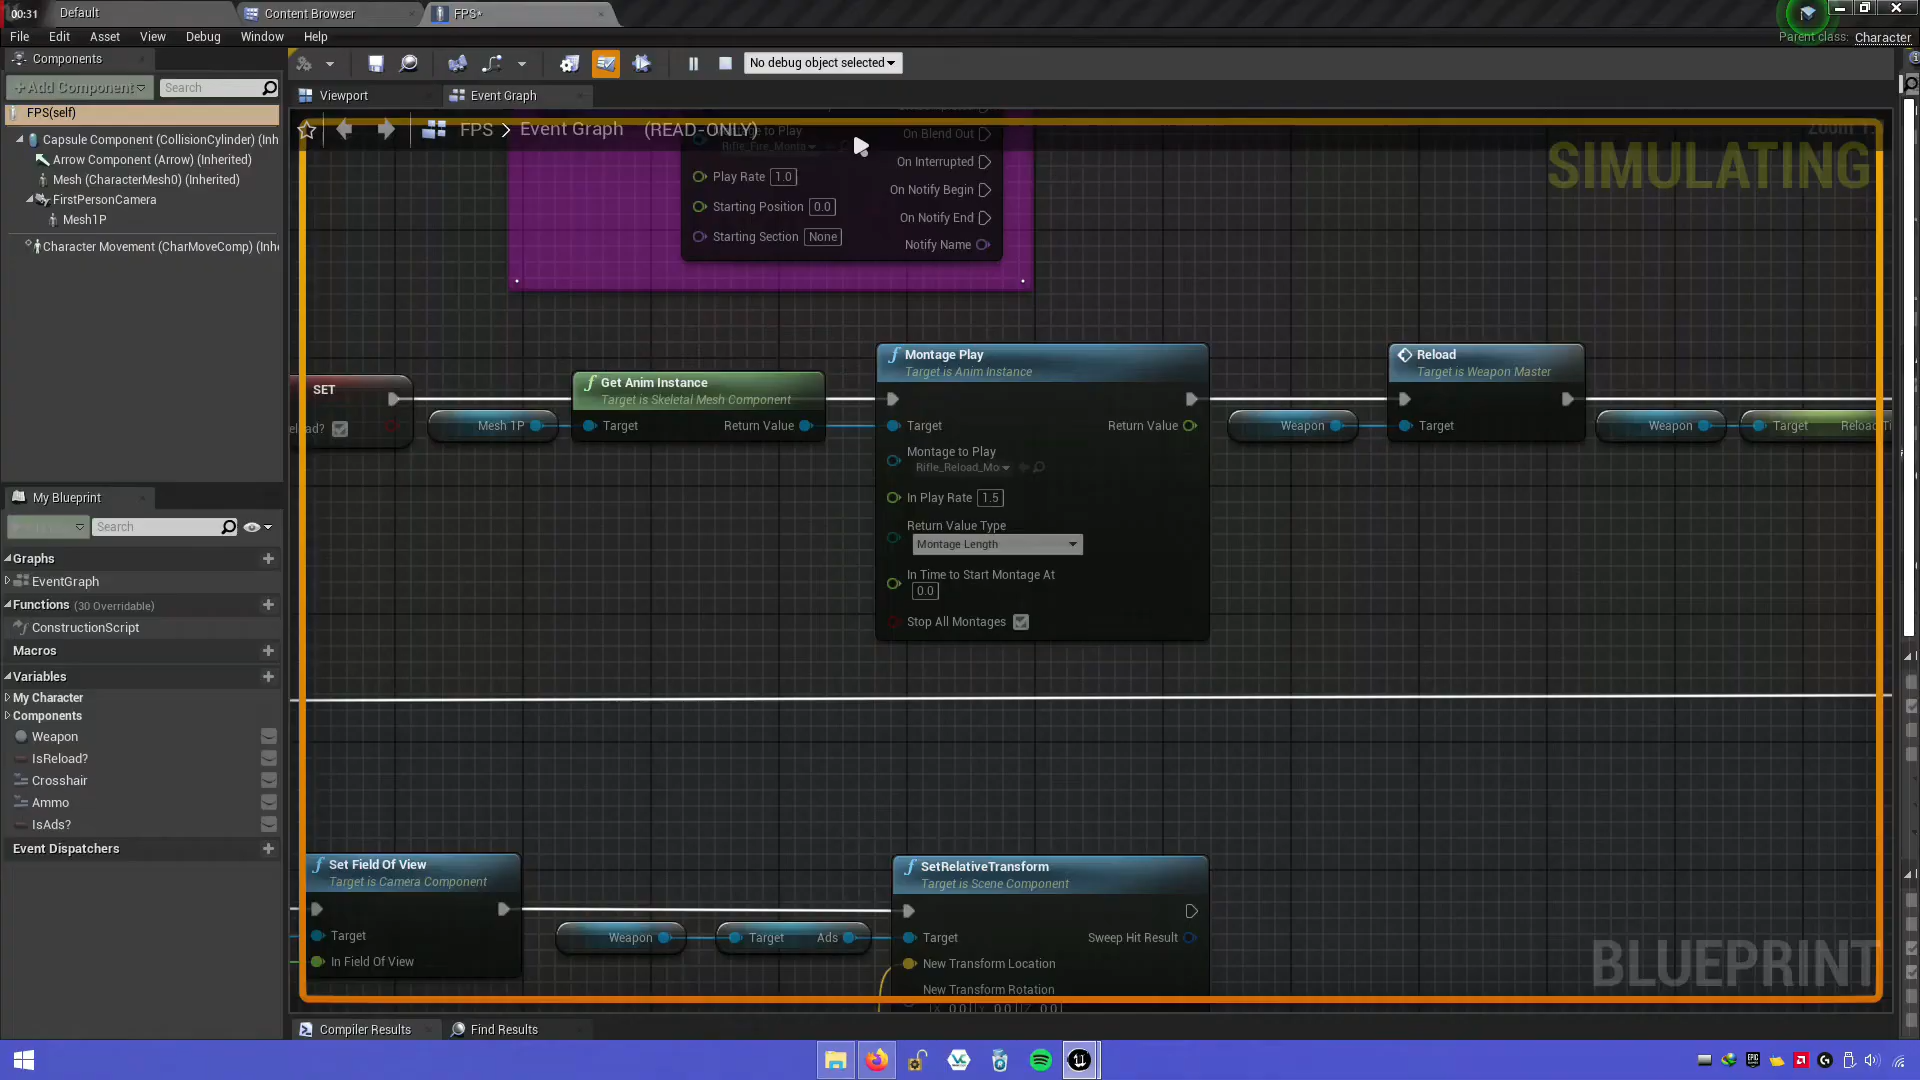 00:31
Default
Content Browser
FPS*
File Edit Asset View Debug Window Help
Parent class: Character
Components
+Add Component
Search
FPS(self)
Capsule Component (CollisionCylinder) (Inh
Arrow Component (Arrow) (Inherited)
Mesh (CharacterMesh0) (Inherited)
FirstPersonCamera
Mesh1P
Character Movement (CharMoveComp) (Inhe
No debug object selected
Viewport
Event Graph
FPS > Event Graph (READ-ONLY)
SIMULATING
On Blend Out
Rifle_Fire_Monta
On Interrupted
Play Rate 1.0
On Notify Begin
Starting Position 0.0
On Notify End
Starting Section None
Notify Name
SET
Get Anim Instance
Target is Skeletal Mesh Component
Mesh 1P
Target
Return Value
Montage Play
Target is Anim Instance
Target
Return Value
Montage to Play
Rifle_Reload_Mo
In Play Rate 1.5
Return Value Type
Montage Length
In Time to Start Montage At
0.0
Stop All Montages
Weapon
Reload
Target is Weapon Master
Target
Weapon
Target
Reload Ti
My Blueprint
Search
Graphs
EventGraph
Functions (30 Overridable)
ConstructionScript
Macros
Variables
My Character
Components
Weapon
IsReload?
Crosshair
Ammo
IsAds?
Event Dispatchers
Set Field Of View
Target is Camera Component
Target
In Field Of View
Weapon
Target
Ads
SetRelativeTransform
Target is Scene Component
Target
Sweep Hit Result
New Transform Location
New Transform Rotation
BLUEPRINT
Compiler Results
Find Results